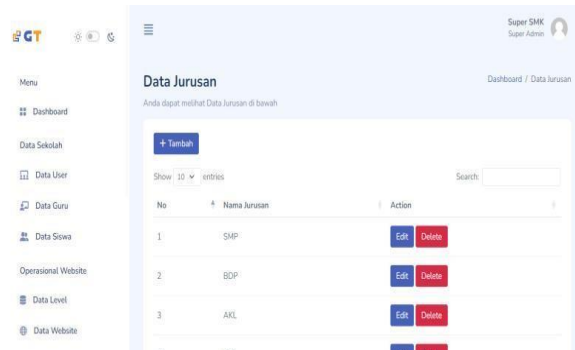 GT
Super SMK
Super Admin
Menu
Dashboard
Data Sekolah
Data User
Data Guru
Data Siswa
Operasional Website
Data Level
Data Website
Data Jurusan
Dashboard / Data Jurusan
Anda dapat melihat Data Jurusan di bawah
+ Tambah
Show 10 entries
Search:
No Nama Jurusan Action
1 SMP Edit Delete
2 BDP Edit Delete
3 AKL Edit Delete